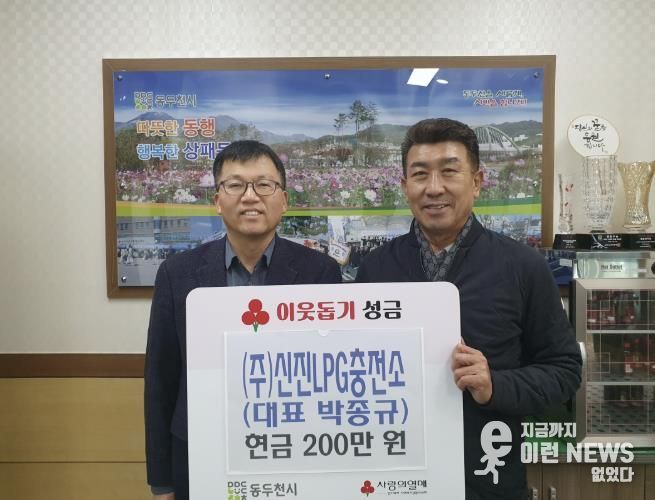 동두천시
따뜻한 동행
행복한 상패동
이웃돕기 성금
(주)신진LPG충전소
(대표 박종규)
현금 200만 원
동두천시
사랑의열매
지금까지
이런 NEWS
없었다